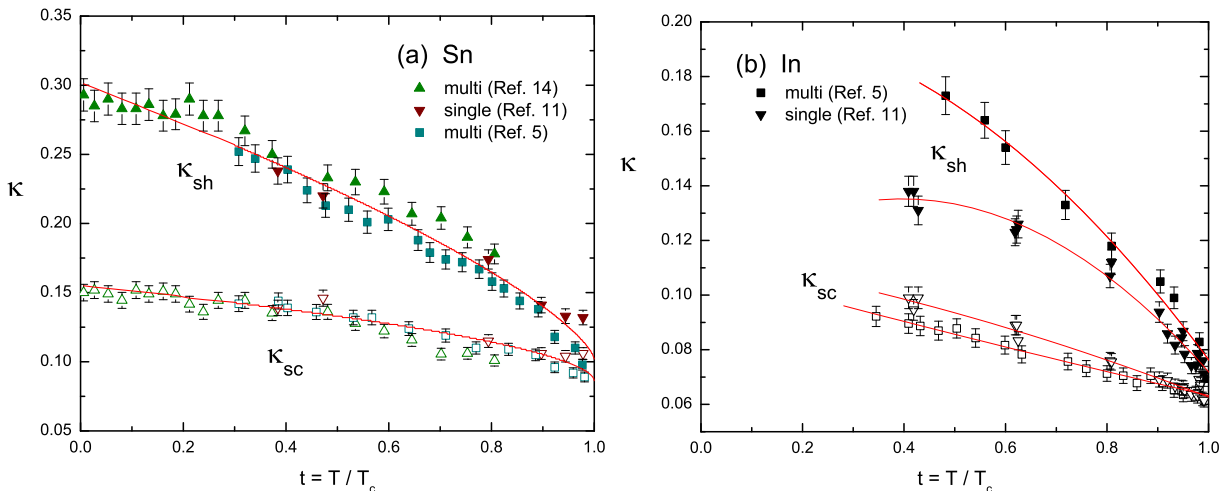 (a) Sn
multi (Ref. 14)
single (Ref. 11)
multi (Ref. 5)
κsh
κsc
κ
0.35
0.30
0.25
0.20
0.15
0.10
0.05
0.0 0.2 0.4 0.6 0.8 1.0
t = T / Tc
(b) In
multi (Ref. 5)
single (Ref. 11)
κsh
κsc
κ
0.20
0.18
0.16
0.14
0.12
0.10
0.08
0.06
0.0 0.2 0.4 0.6 0.8 1.0
t = T / Tc